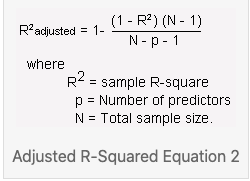 R²adjusted = 1- (1 - R²) (N - 1)
N - p - 1
where
R² = sample R-square
p = Number of predictors
N = Total sample size.
Adjusted R-Squared Equation 2